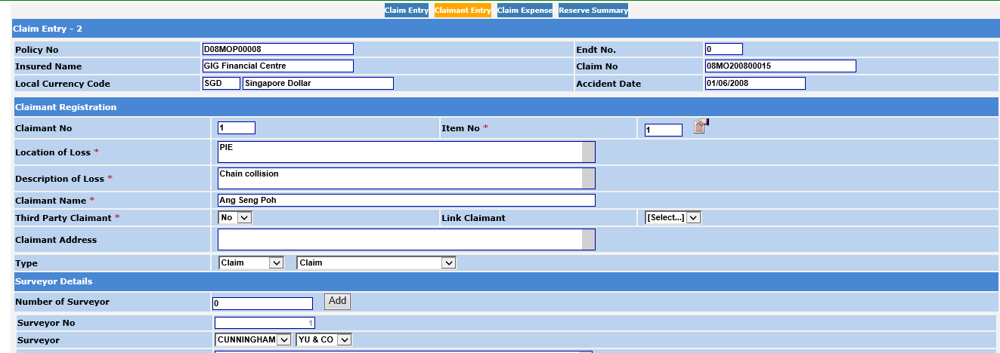 Claim Entry Claimant Entry Claim Expense Reserve Summary
Claim Entry - 2
Policy No D08MOP00008 Endt No. 0
Insured Name GIG Financial Centre Claim No 08MO200800015
Local Currency Code SGD Singapore Dollar Accident Date 01/06/2008
Claimant Registration
Claimant No 1 Item No * 1
Location of Loss * PIE
Description of Loss * Chain collision
Claimant Name * Ang Seng Poh
Third Party Claimant * No Link Claimant [Select...]
Claimant Address
Type Claim Claim
Surveyor Details
Number of Surveyor 0 Add
Surveyor No 1
Surveyor CUNNINGHAM YU & CO